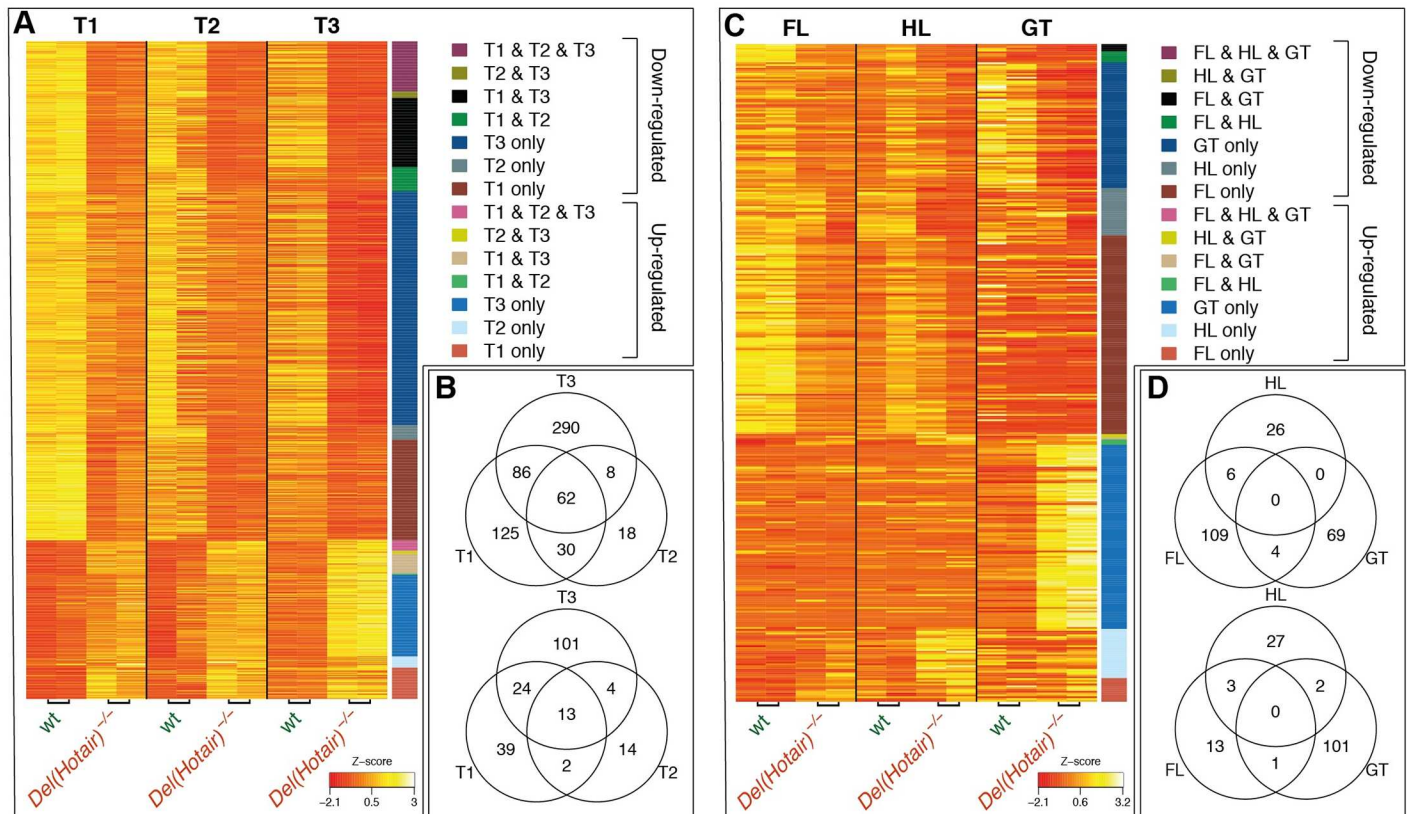 A
T1 T2 T3
T1 & T2 & T3
T2 & T3
T1 & T3
T1 & T2
T3 only
T2 only
T1 only
Down-regulated
T1 & T2 & T3
T2 & T3
T1 & T3
T1 & T2
T3 only
T2 only
T1 only
Up-regulated
wt
Del((Hotair)−/−
wt
Del((Hotair)−/−
wt
Del((Hotair)−/−
Z−score
−2.1 0.5 3
B
T3
290
86 8
62
125 18
30
T1 T2
T3
101
24 4
13
39 14
2
T1 T2
C
FL HL GT
FL & HL & GT
HL & GT
FL & GT
FL & HL
GT only
HL only
FL only
Down-regulated
FL & HL & GT
HL & GT
FL & GT
FL & HL
GT only
HL only
FL only
Up-regulated
wt
Del((Hotair)−/−
wt
Del((Hotair)−/−
wt
Del((Hotair)−/−
Z−score
−2.1 0.6 3.2
D
HL
26
6 0
0
109 69
4
FL GT
HL
27
3 2
0
13 101
1
FL GT